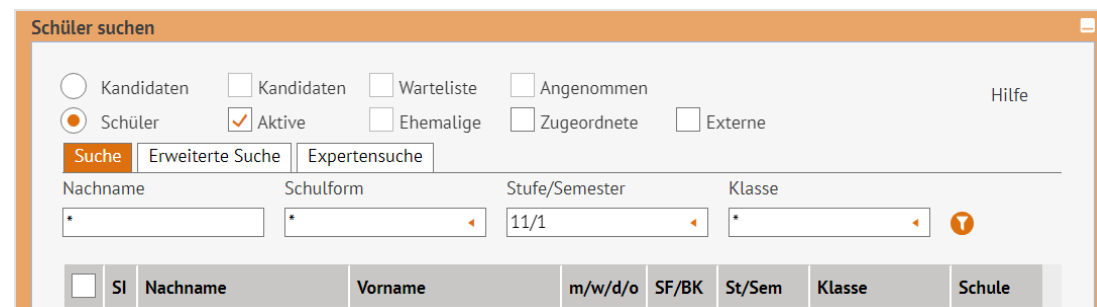 Schüler suchen
Kandidaten Kandidaten Warteliste Angenommen Hilfe
Schüler Aktive Ehemalige Zugeordnete Externe
Suche Erweiterte Suche Expertensuche
Nachname Schulform Stufe/Semester Klasse
* * 11/1 *
SI Nachname Vorname m/w/d/o SF/BK St/Sem Klasse Schule